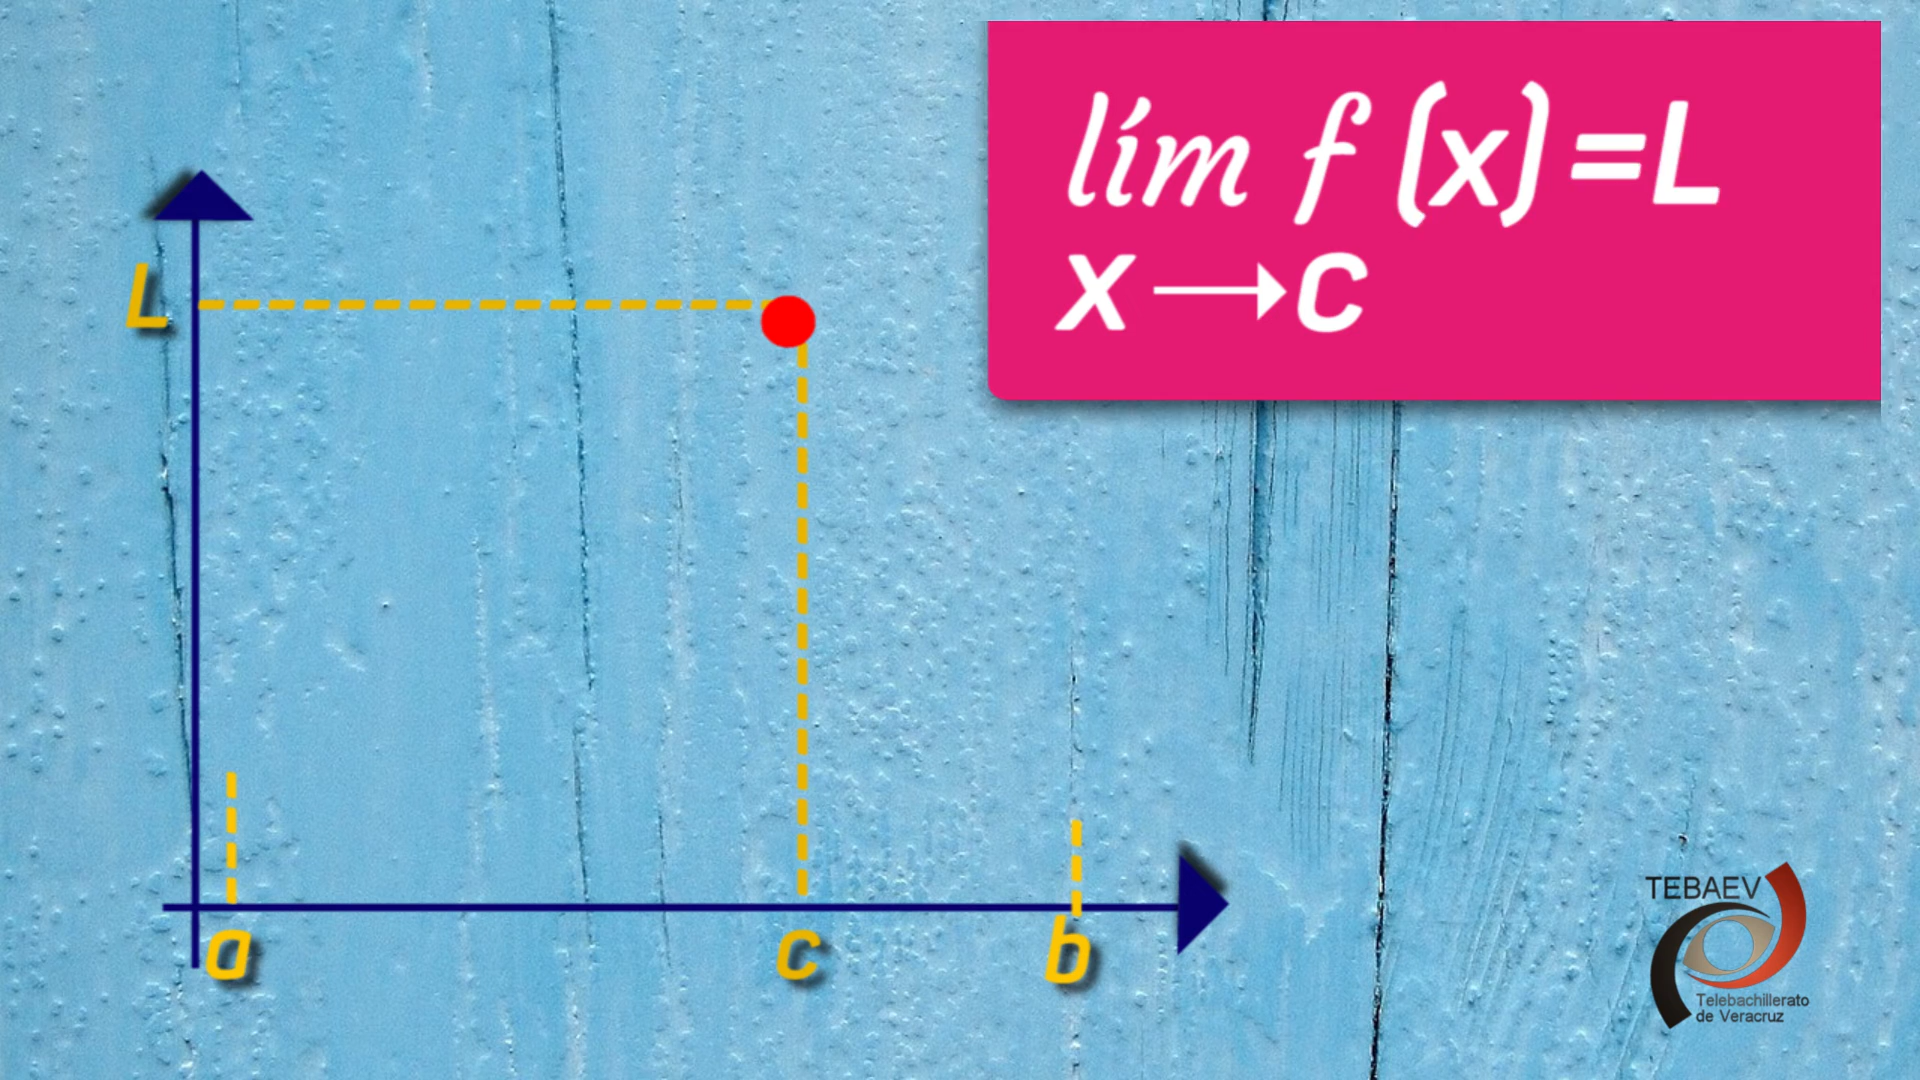 lím f (x)=L
x→c
L
a
c
b
TEBAEV
Telebachillerato
de Veracruz